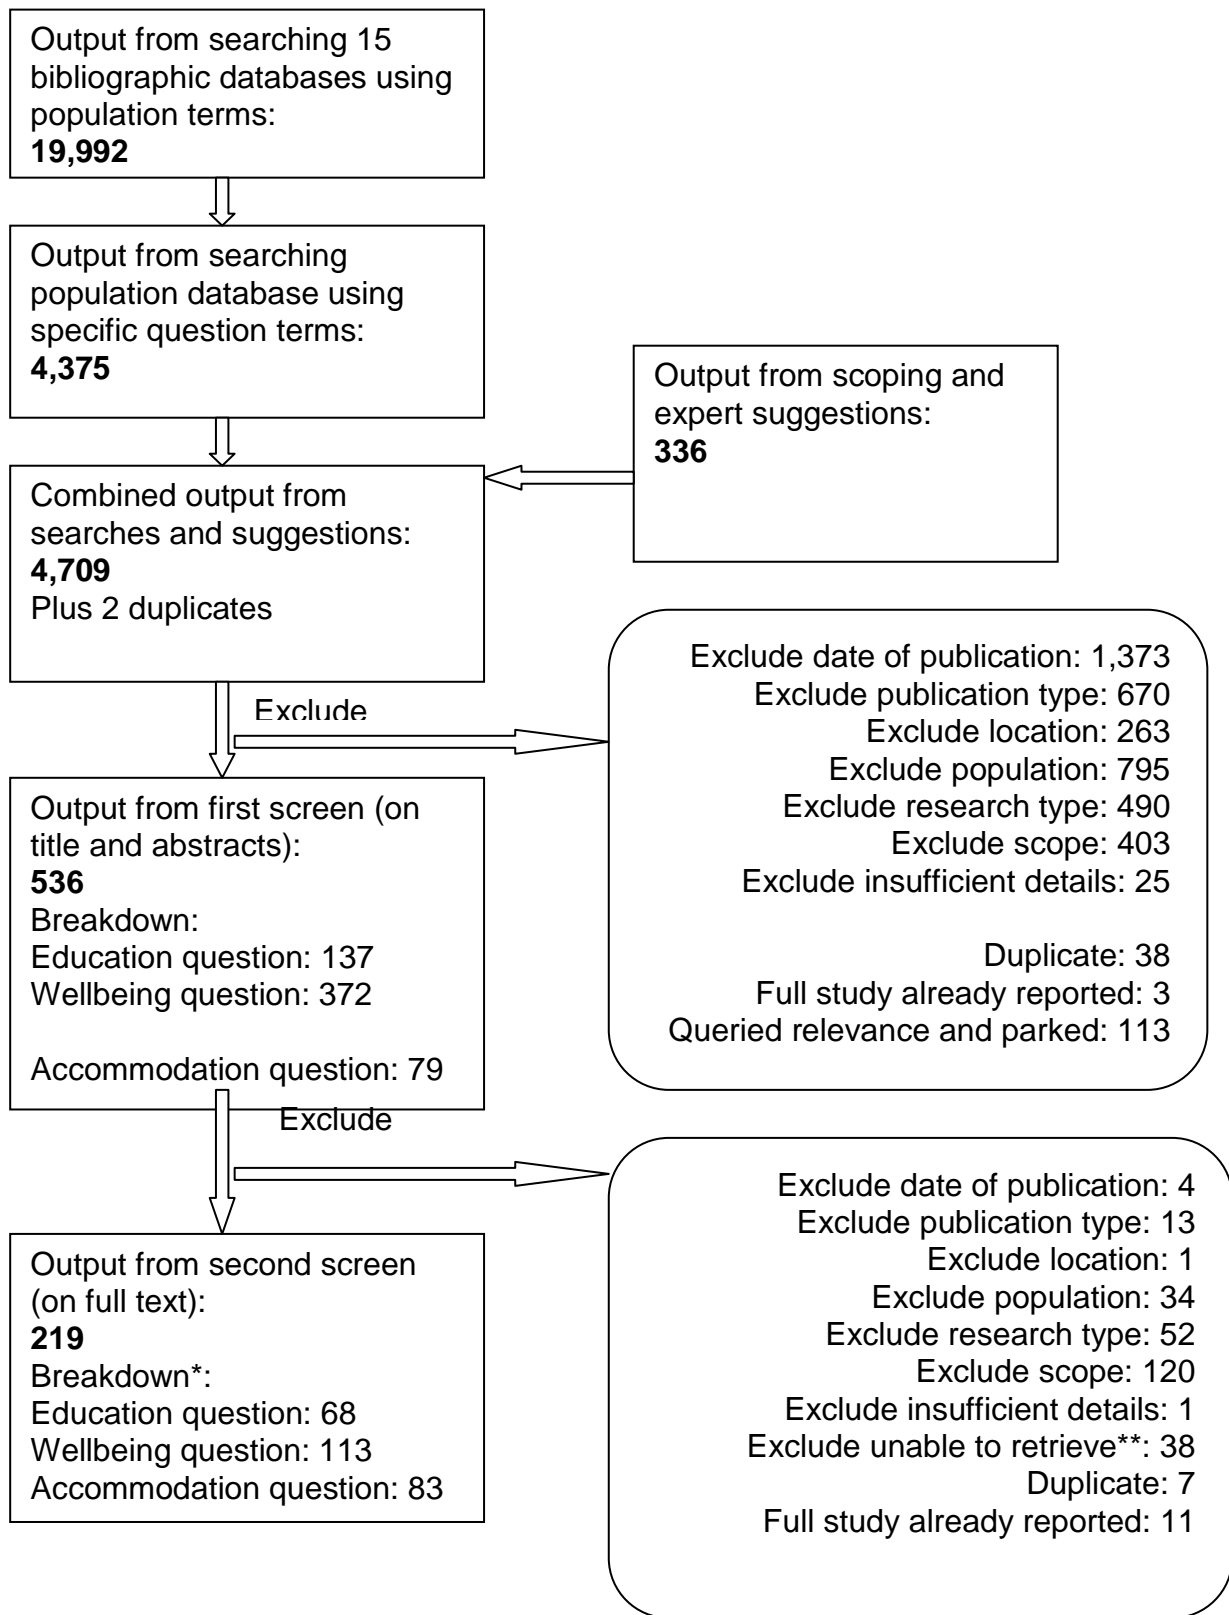 Output from searching 15
bibliographic databases using
population terms:
19,992
Output from searching
population database using
specific question terms:
4,375
Output from scoping and
expert suggestions:
336
Combined output from
searches and suggestions:
4,709
Plus 2 duplicates
Exclude
Exclude date of publication: 1,373
Exclude publication type: 670
Exclude location: 263
Exclude population: 795
Exclude research type: 490
Exclude scope: 403
Exclude insufficient details: 25
Duplicate: 38
Full study already reported: 3
Queried relevance and parked: 113
Output from first screen (on
title and abstracts):
536
Breakdown:
Education question: 137
Wellbeing question: 372
Accommodation question: 79
Exclude
Exclude date of publication: 4
Exclude publication type: 13
Exclude location: 1
Exclude population: 34
Exclude research type: 52
Exclude scope: 120
Exclude insufficient details: 1
Exclude unable to retrieve**: 38
Duplicate: 7
Full study already reported: 11
Output from second screen
(on full text):
219
Breakdown*:
Education question: 68
Wellbeing question: 113
Accommodation question: 83